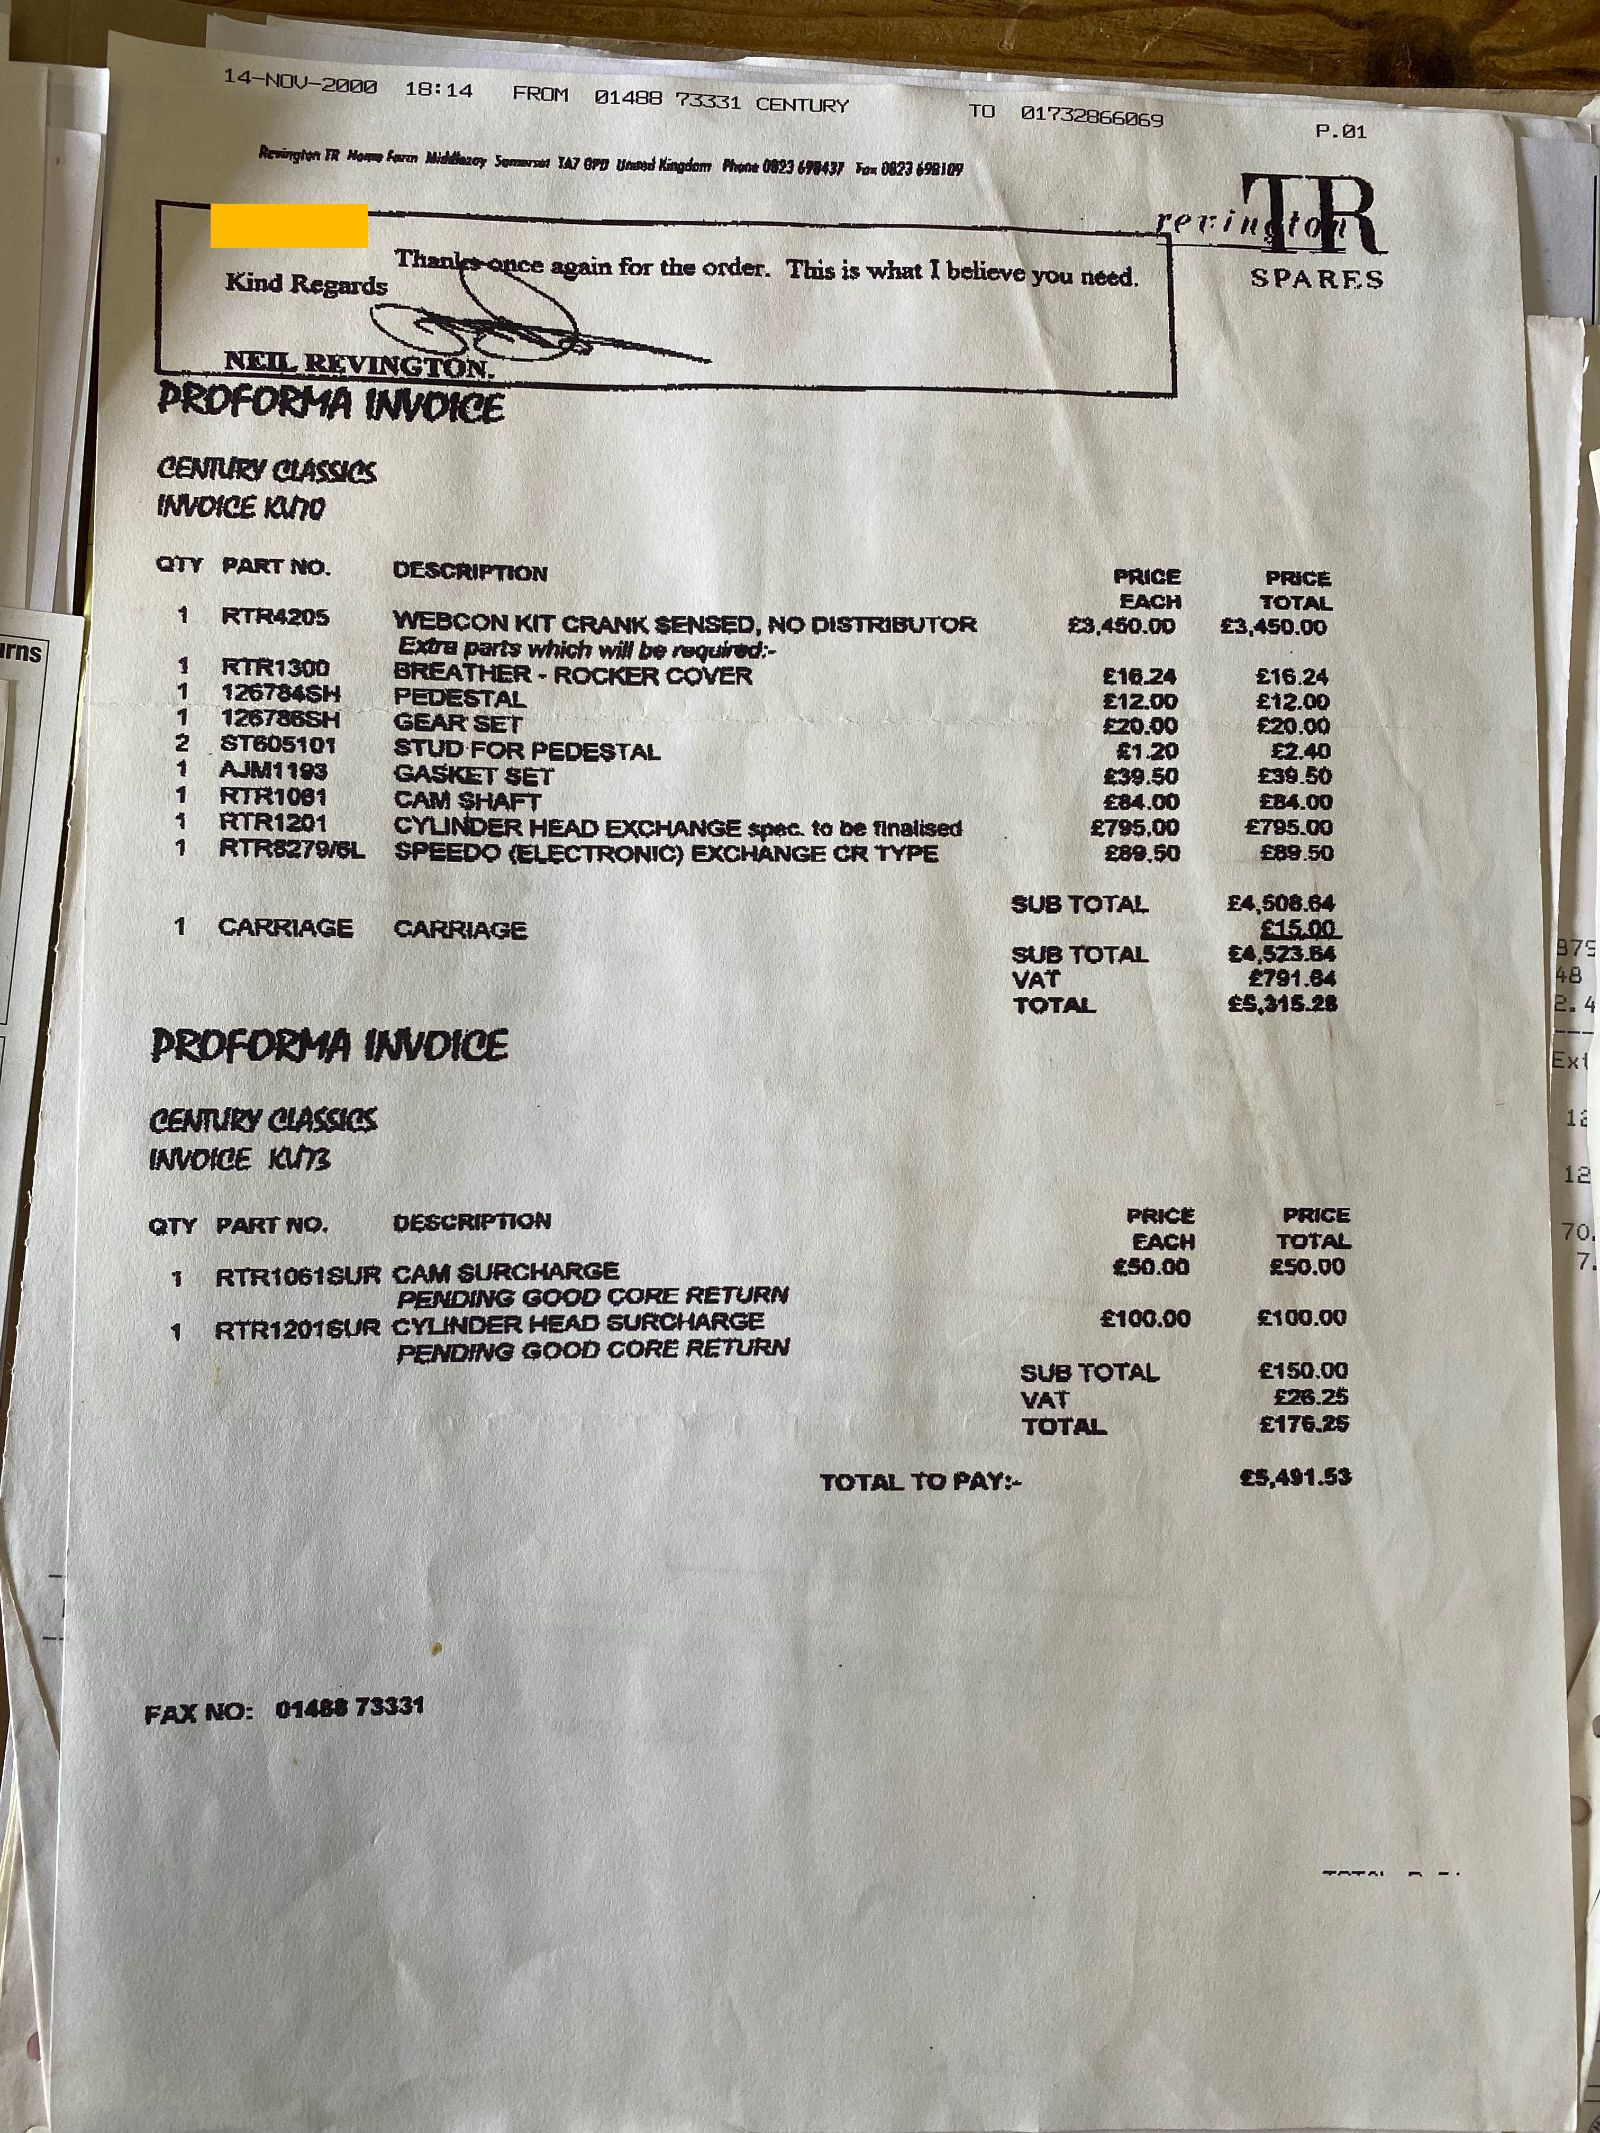 14-NOV-2000 18:14 FROM 01488 73331 CENTURY TO 01732866069 P.01
Revington TR Home Farm Middlezoy Somerset TA7 0PD United Kingdom Phone 0823 698437 Fax 0823 698109
revington TR
SPARES
Thanks once again for the order. This is what I believe you need.
Kind Regards
NEIL REVINGTON.
PROFORMA INVOICE
CENTURY CLASSICS
INVOICE KV70
QTY PART NO. DESCRIPTION PRICE EACH PRICE TOTAL
1 RTR4205 WEBCON KIT CRANK SENSED, NO DISTRIBUTOR £3,450.00 £3,450.00
Extra parts which will be required:-
1 RTR1300 BREATHER - ROCKER COVER £16.24 £16.24
1 126784SH PEDESTAL £12.00 £12.00
1 126786SH GEAR SET £20.00 £20.00
2 ST605101 STUD FOR PEDESTAL £1.20 £2.40
1 AJM1193 GASKET SET £39.50 £39.50
1 RTR1061 CAM SHAFT £84.00 £84.00
1 RTR1201 CYLINDER HEAD EXCHANGE spec. to be finalised £795.00 £795.00
1 RTR8279/6L SPEEDO (ELECTRONIC) EXCHANGE CR TYPE £89.50 £89.50
SUB TOTAL £4,508.64
1 CARRIAGE CARRIAGE £15.00
SUB TOTAL £4,523.64
VAT £791.64
TOTAL £5,315.28
PROFORMA INVOICE
CENTURY CLASSICS
INVOICE KV73
QTY PART NO. DESCRIPTION PRICE EACH PRICE TOTAL
1 RTR1061SUR CAM SURCHARGE £50.00 £50.00
PENDING GOOD CORE RETURN
1 RTR1201SUR CYLINDER HEAD SURCHARGE £100.00 £100.00
PENDING GOOD CORE RETURN
SUB TOTAL £150.00
VAT £26.25
TOTAL £176.25
TOTAL TO PAY:- £5,491.53
FAX NO: 01488 73331